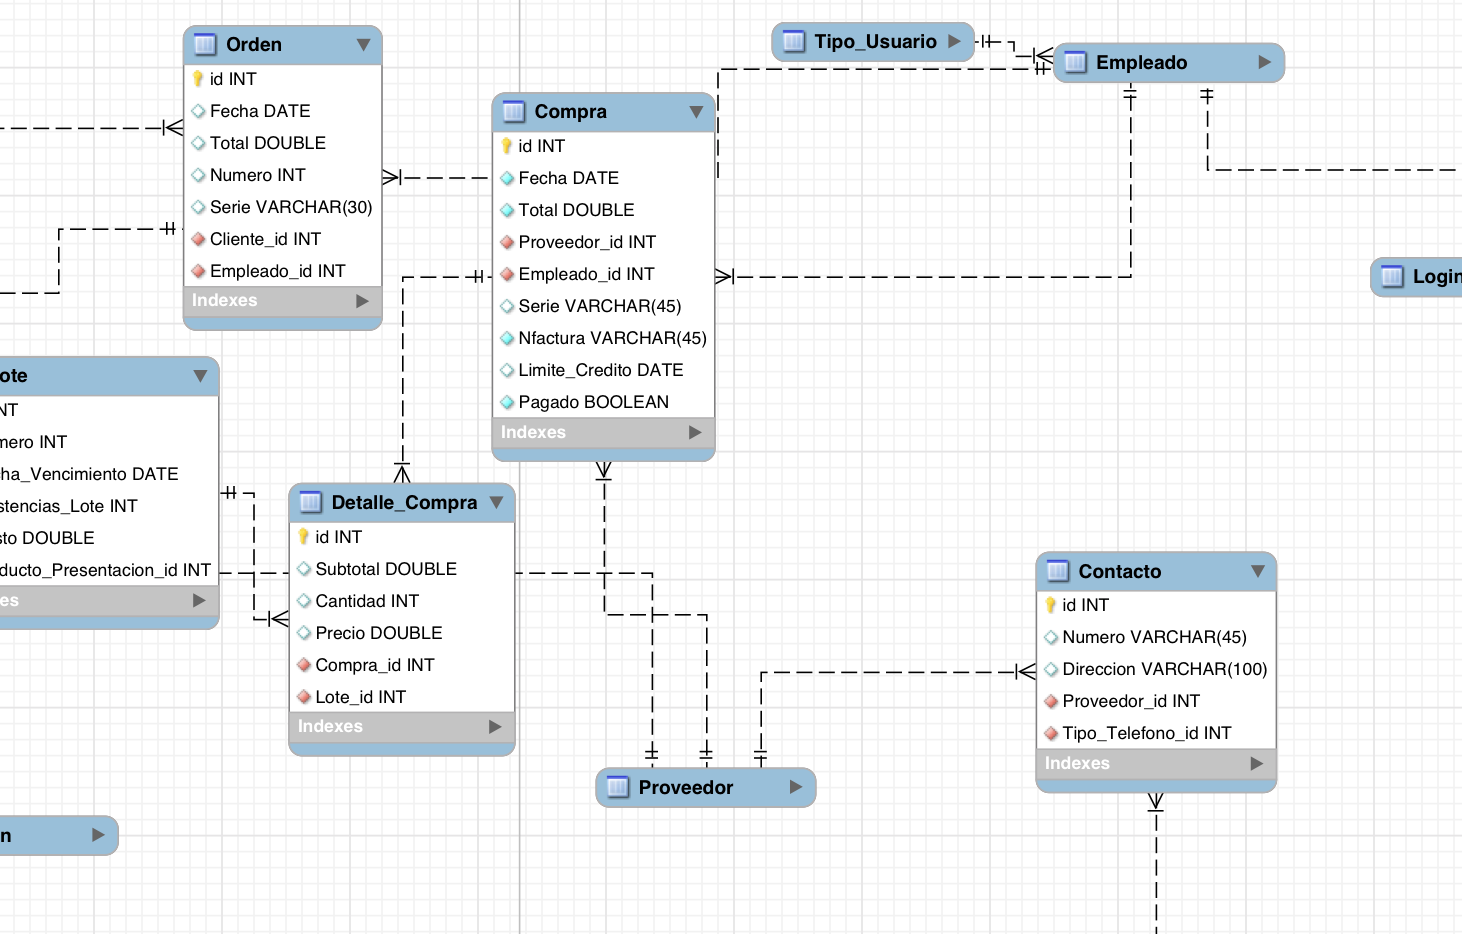 Orden
id INT
Fecha DATE
Total DOUBLE
Numero INT
Serie VARCHAR(30)
Cliente_id INT
Empleado_id INT
Indexes
Compra
id INT
Fecha DATE
Total DOUBLE
Proveedor_id INT
Empleado_id INT
Serie VARCHAR(45)
Nfactura VARCHAR(45)
Limite_Credito DATE
Pagado BOOLEAN
Indexes
Tipo_Usuario
Empleado
Login
ote
NT
mero INT
cha_Vencimiento DATE
stencias_Lote INT
sto DOUBLE
ducto_Presentacion_id INT
es
Detalle_Compra
id INT
Subtotal DOUBLE
Cantidad INT
Precio DOUBLE
Compra_id INT
Lote_id INT
Indexes
Contacto
id INT
Numero VARCHAR(45)
Direccion VARCHAR(100)
Proveedor_id INT
Tipo_Telefono_id INT
Indexes
Proveedor
n